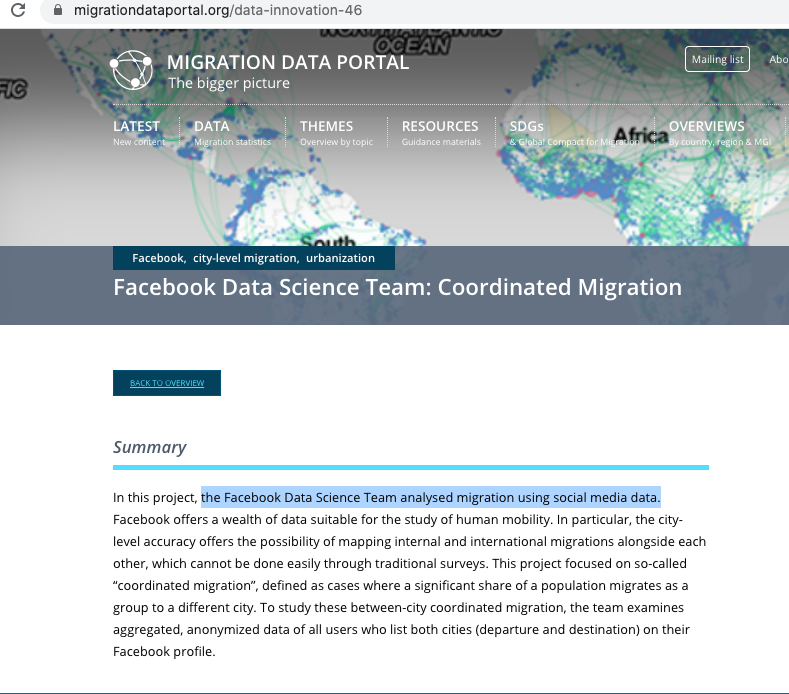 migrationdataportal.org/data-innovation-46
OCEAN
MIGRATION DATA PORTAL
The bigger picture
Mailing list
Abo
LATEST
New content
DATA
Migration statistics
THEMES
Overview by topic
RESOURCES
Guidance materials
SDGs
& Global Compact for Migration
OVERVIEWS
By country, region & MGI
Africa
South
Facebook, city-level migration, urbanization
Facebook Data Science Team: Coordinated Migration
BACK TO OVERVIEW
Summary
In this project, the Facebook Data Science Team analysed migration using social media data.
Facebook offers a wealth of data suitable for the study of human mobility. In particular, the city-
level accuracy offers the possibility of mapping internal and international migrations alongside each
other, which cannot be done easily through traditional surveys. This project focused on so-called
“coordinated migration”, defined as cases where a significant share of a population migrates as a
group to a different city. To study these between-city coordinated migration, the team examines
aggregated, anonymized data of all users who list both cities (departure and destination) on their
Facebook profile.